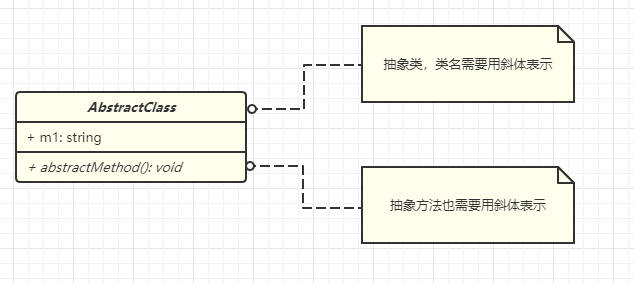 抽象类，类名需要用斜体表示
AbstractClass
+ m1: string
+ abstractMethod(): void
抽象方法也需要用斜体表示